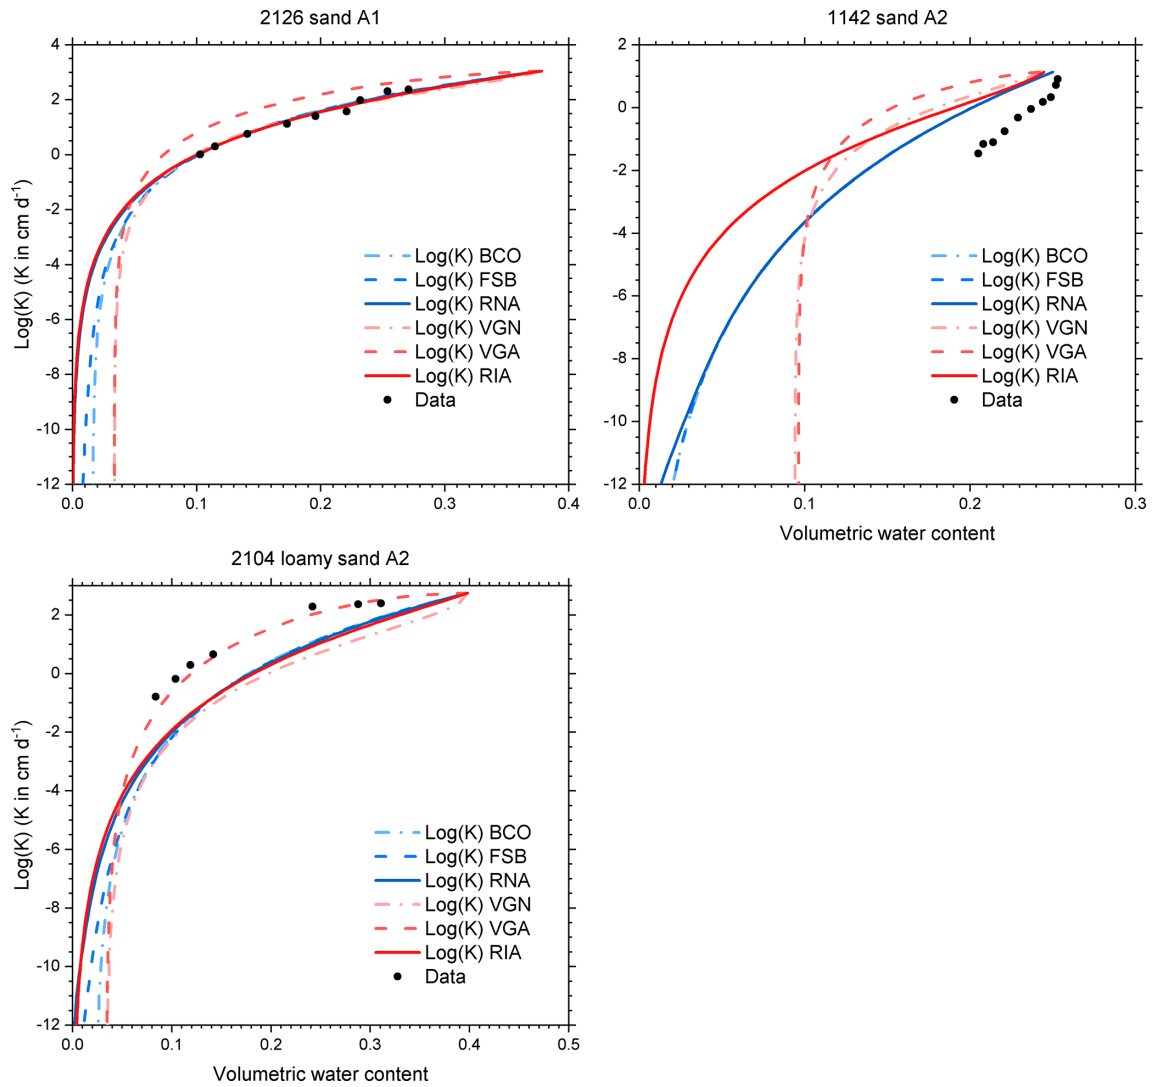 2126 sand A1
4
2
0
-2
-4
-6
-8
-10
-12
Log(K) (K in cm d⁻¹)
Log(K) BCO
Log(K) FSB
Log(K) RNA
Log(K) VGN
Log(K) VGA
Log(K) RIA
Data
0.0 0.1 0.2 0.3 0.4
1142 sand A2
2
0
-2
-4
-6
-8
-10
-12
Log(K) BCO
Log(K) FSB
Log(K) RNA
Log(K) VGN
Log(K) VGA
Log(K) RIA
Data
0.0 0.1 0.2 0.3
Volumetric water content
2104 loamy sand A2
2
0
-2
-4
-6
-8
-10
-12
Log(K) (K in cm d⁻¹)
Log(K) BCO
Log(K) FSB
Log(K) RNA
Log(K) VGN
Log(K) VGA
Log(K) RIA
Data
0.0 0.1 0.2 0.3 0.4 0.5
Volumetric water content